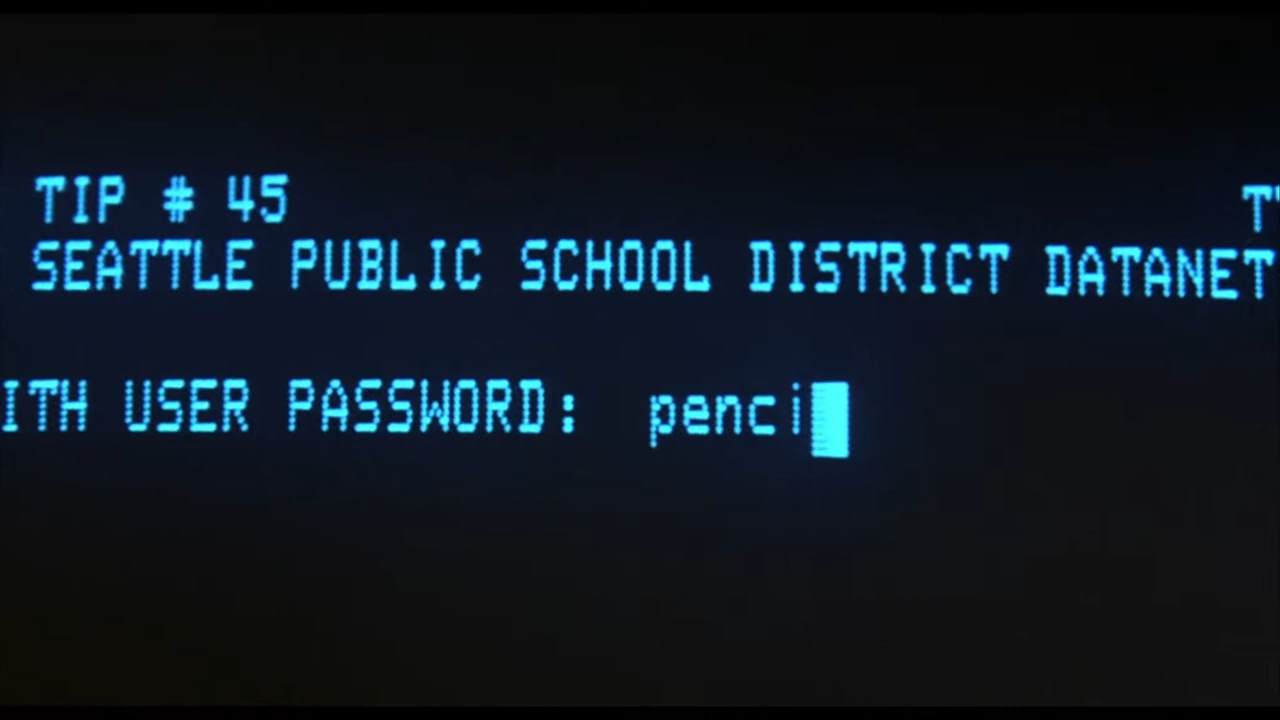 TIP # 45
SEATTLE PUBLIC SCHOOL DISTRICT DATANET
ITH USER PASSWORD: penci